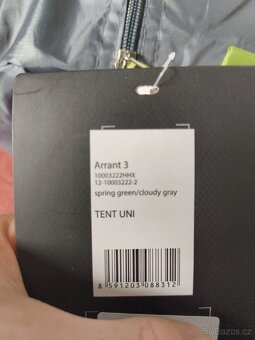 Arrant 3
10003222HHX
12-10003222-2
spring green/cloudy gray
TENT UNI
8 591203 088312
Bazos.cz